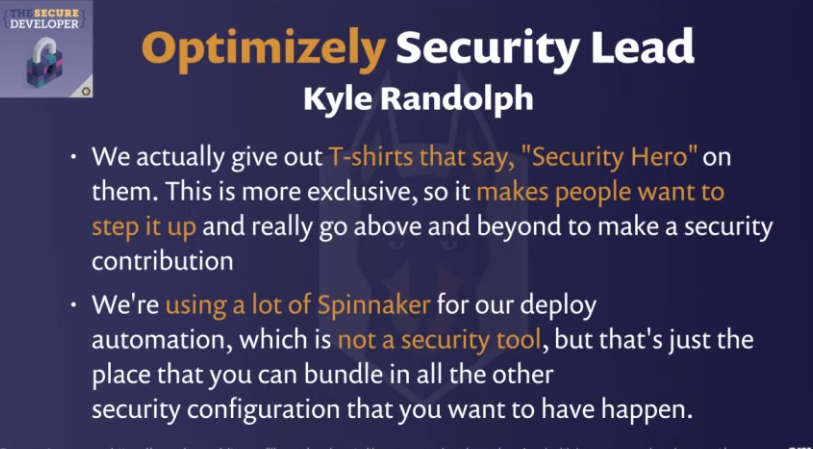 {THE SECURE
DEVELOPER}
Optimizely Security Lead
Kyle Randolph
• We actually give out T-shirts that say, "Security Hero" on
them. This is more exclusive, so it makes people want to
step it up and really go above and beyond to make a security
contribution
• We're using a lot of Spinnaker for our deploy
automation, which is not a security tool, but that's just the
place that you can bundle in all the other
security configuration that you want to have happen.